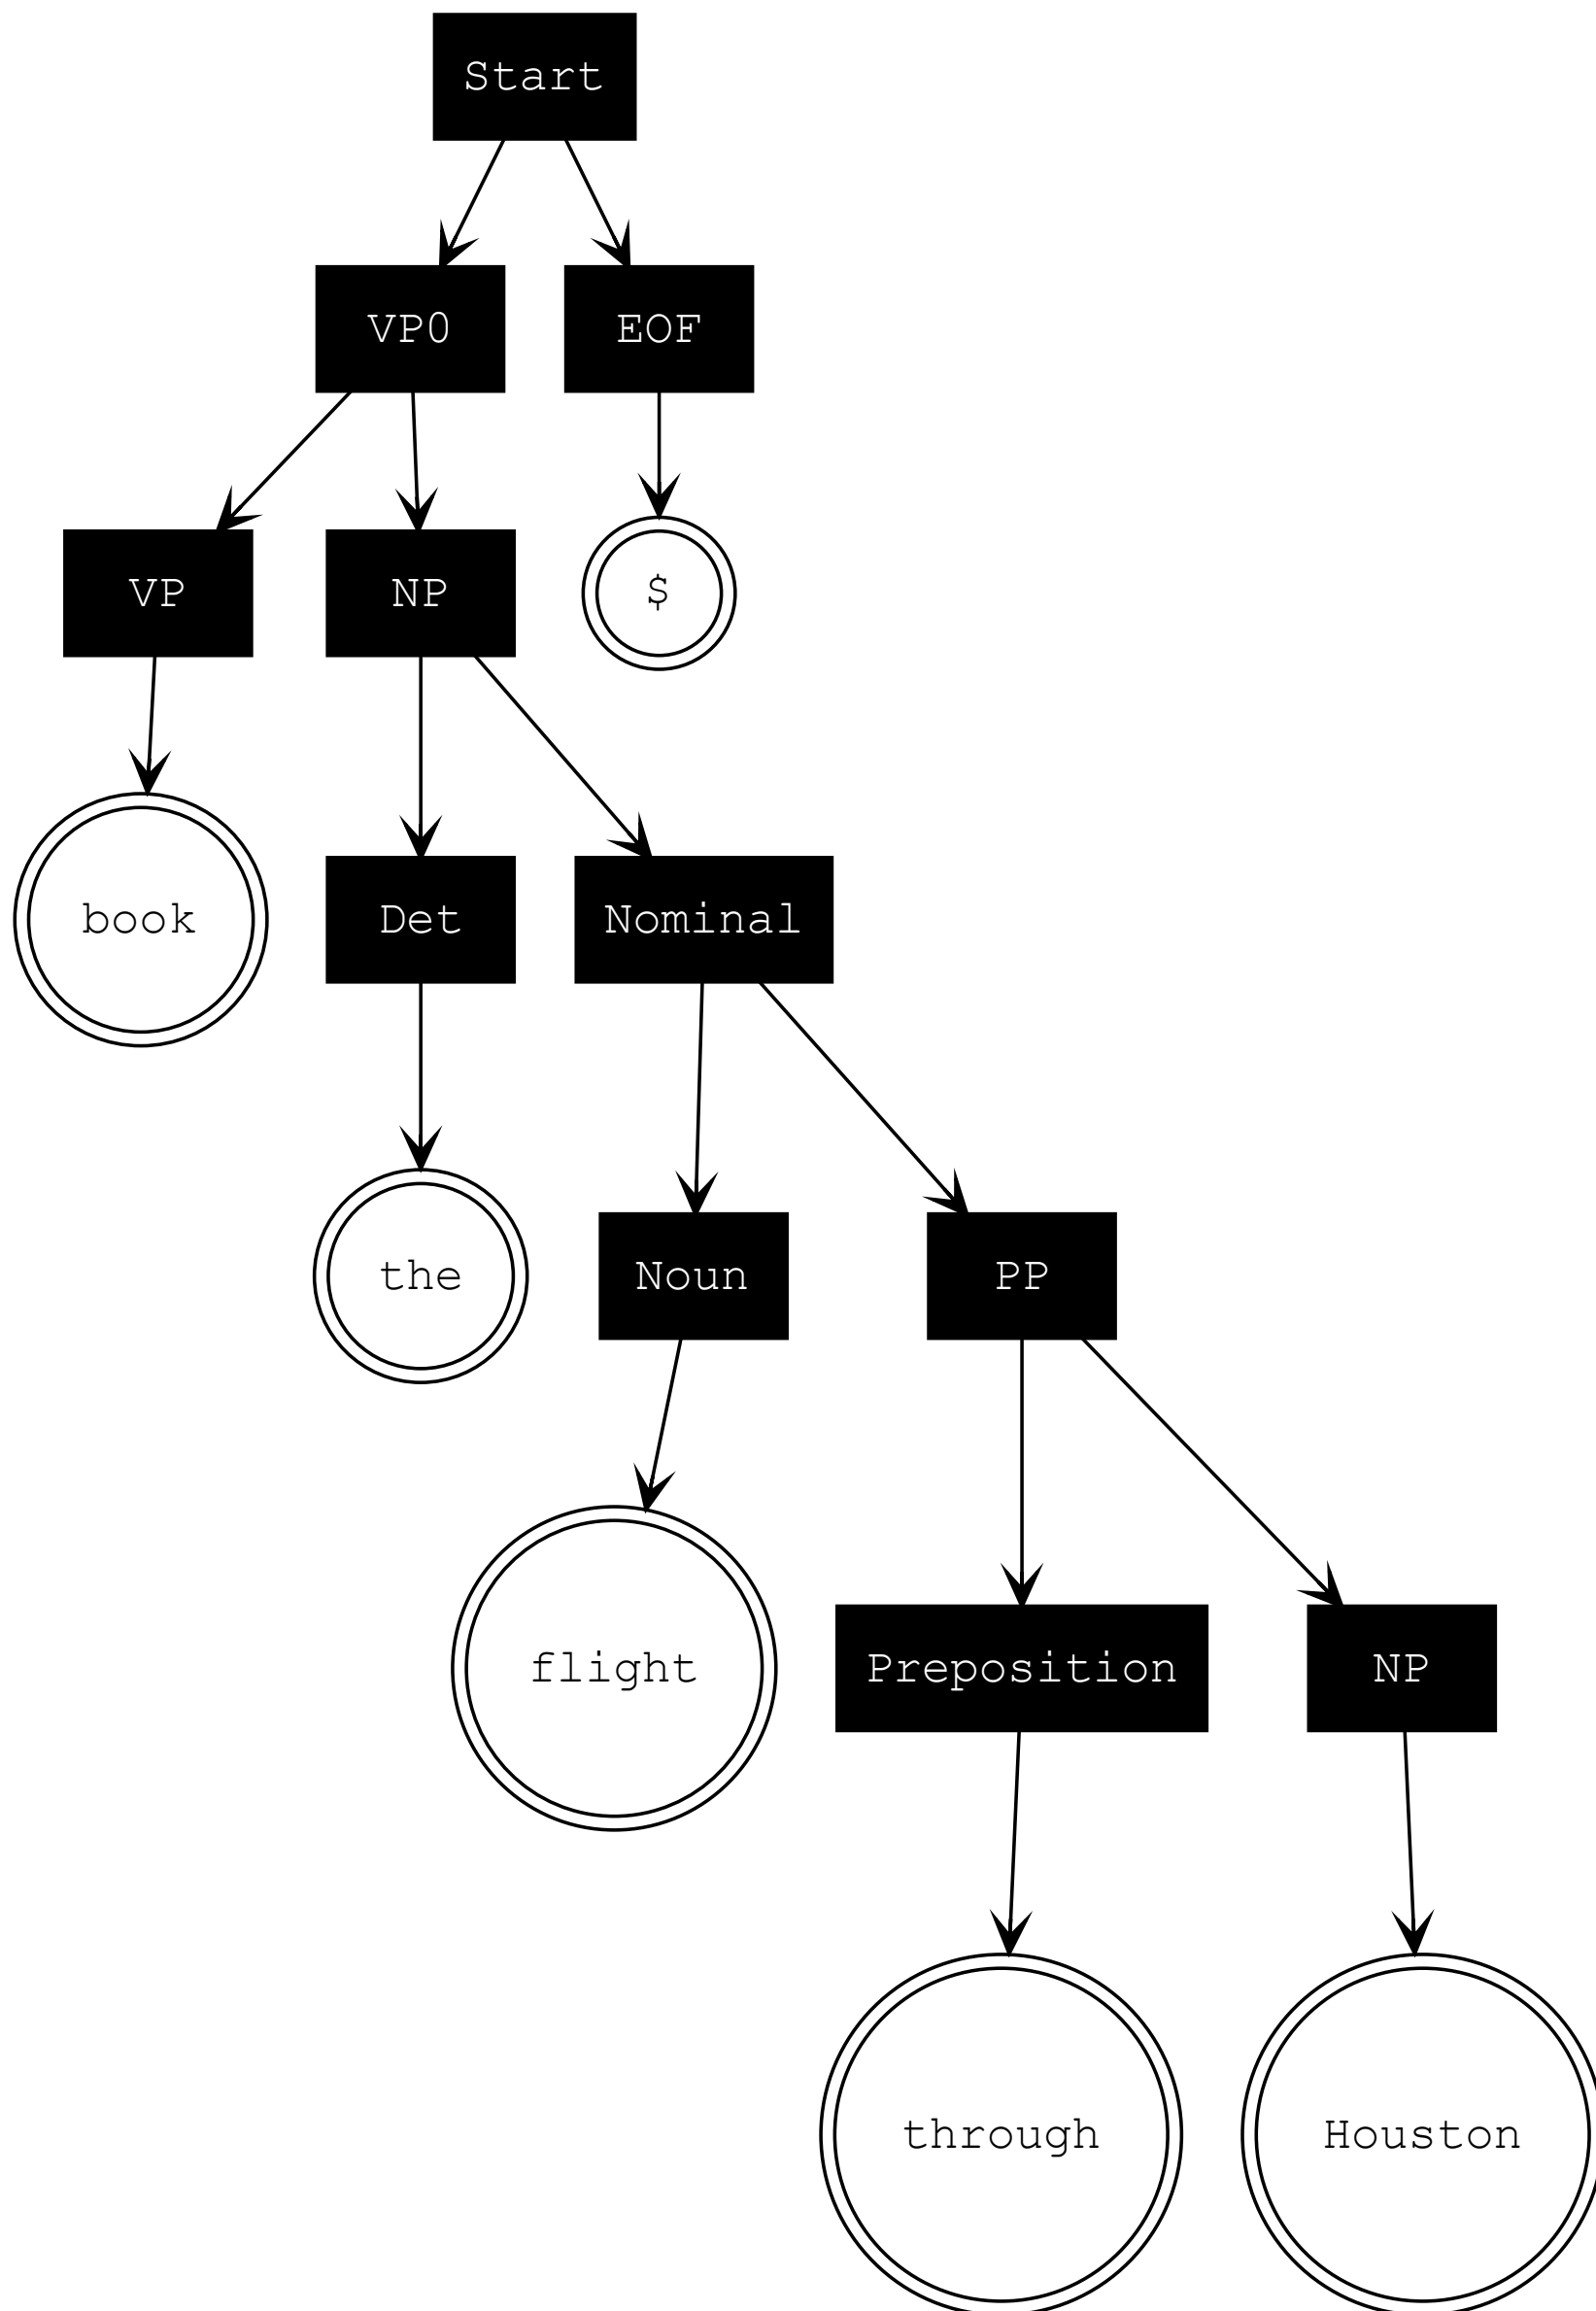 Start
VP0 EOF
VP NP $
book Det Nominal
the Noun PP
flight Preposition NP
through Houston